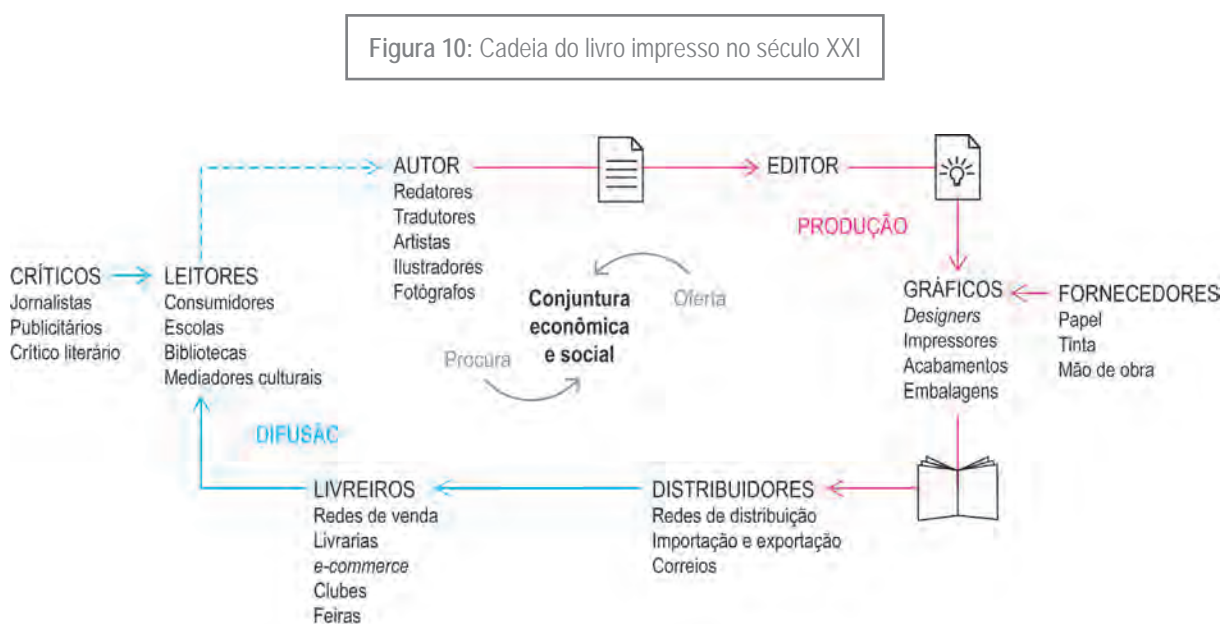 Figura 10: Cadeia do livro impresso no século XXI
AUTOR
Redatores
Tradutores
Artistas
Ilustradores
Fotógrafos
EDITOR
PRODUÇÃO
CRÍTICOS
Jornalistas
Publicitários
Crítico literário
LEITORES
Consumidores
Escolas
Bibliotecas
Mediadores culturais
Conjuntura
econômica
e social
Oferta
Procura
GRÁFICOS
Designers
Impressores
Acabamentos
Embalagens
FORNECEDORES
Papel
Tinta
Mão de obra
DIFUSÃO
LIVREIROS
Redes de venda
Livrarias
e-commerce
Clubes
Feiras
DISTRIBUIDORES
Redes de distribuição
Importação e exportação
Correios